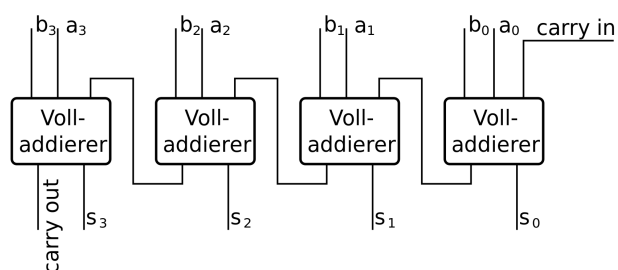 b₃ a₃ b₂ a₂ b₁ a₁ b₀ a₀ carry in
Voll-
addierer
Voll-
addierer
Voll-
addierer
Voll-
addierer
carry out
s₃ s₂ s₁ s₀